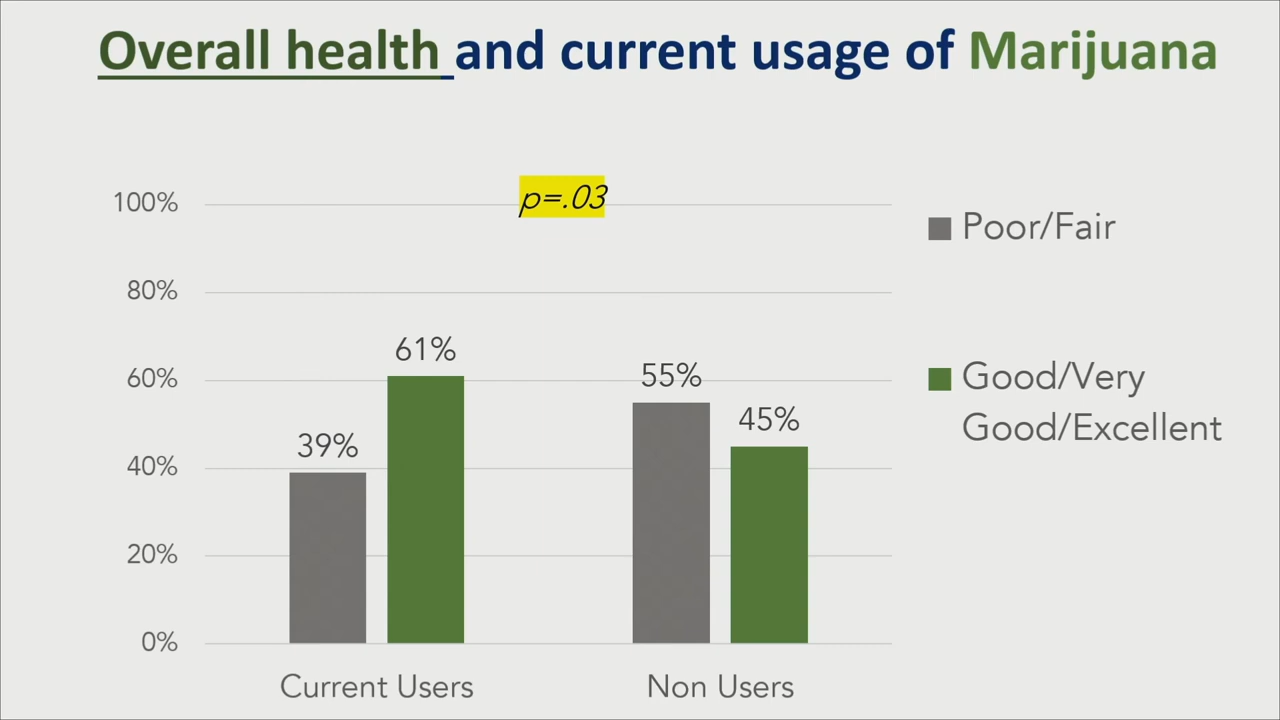 Overall health and current usage of Marijuana
p=.03
100%
80%
60%
40%
20%
0%
39%
61%
55%
45%
Current Users
Non Users
Poor/Fair
Good/Very
Good/Excellent